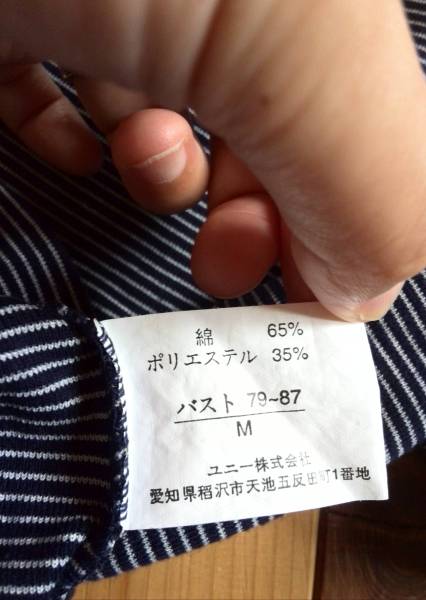 綿 65%
ポリエステル 35%
バスト 79~87
M
ユニー株式会社
愛知県稲沢市天池五反田町1番地